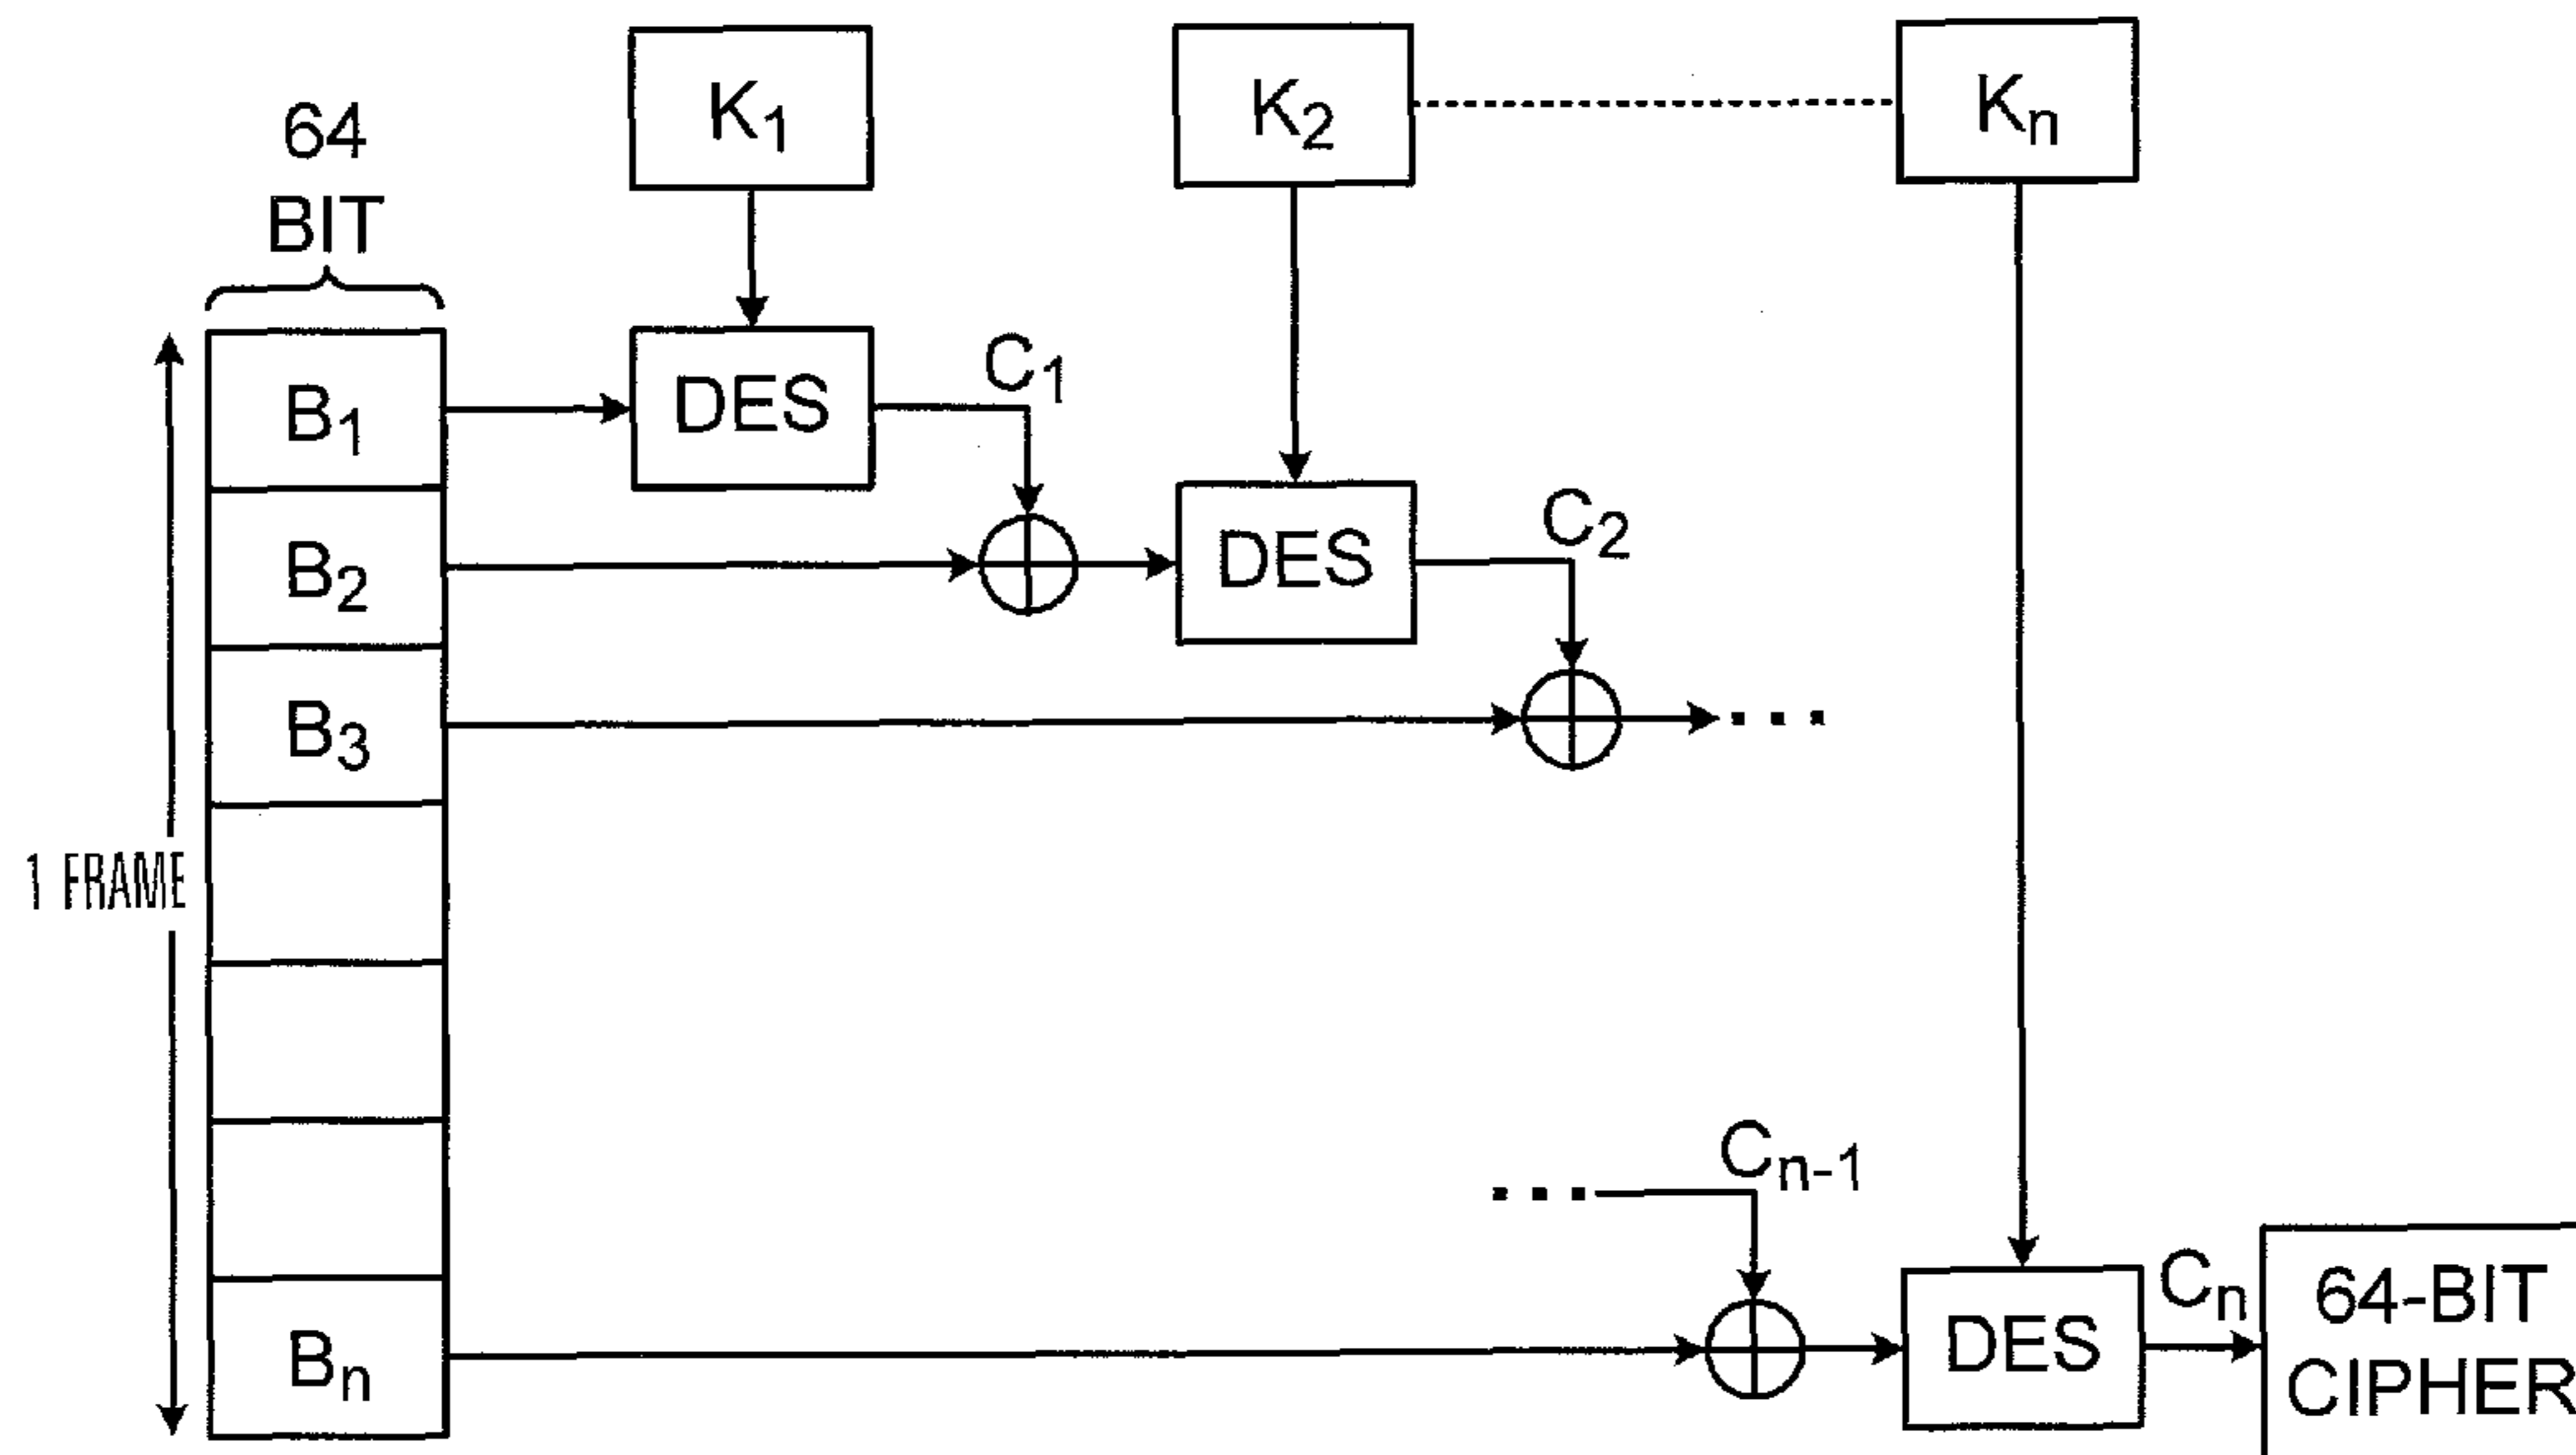 K₁
K₂
Kₙ
64
BIT
B₁
DES
C₁
B₂
DES
C₂
B₃
1 FRAME
Cₙ₋₁
Bₙ
DES
Cₙ
64-BIT
CIPHER